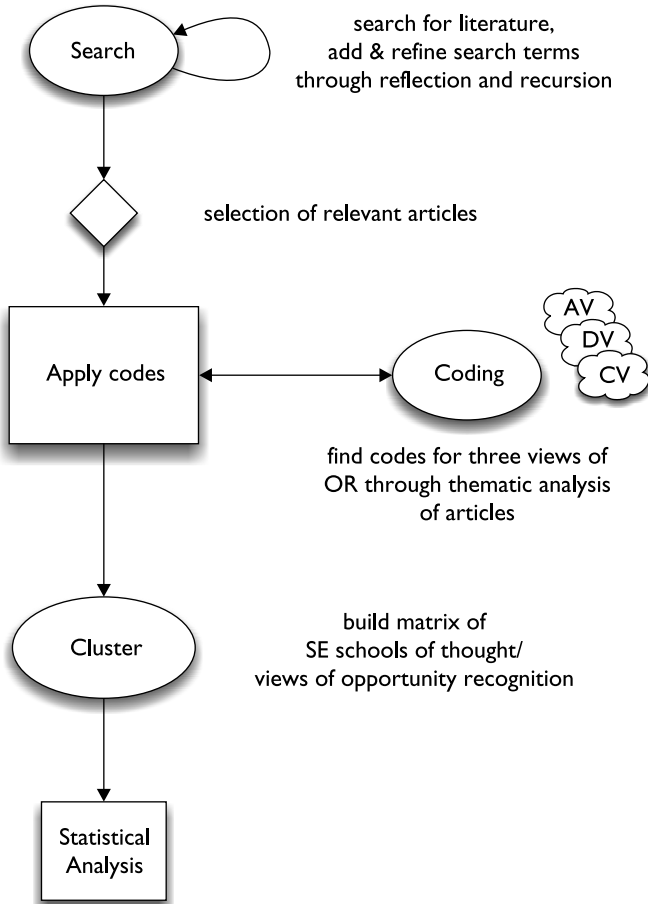 Search
search for literature,
add & refine search terms
through reflection and recursion
selection of relevant articles
Apply codes
Coding
AV
DV
CV
find codes for three views of
OR through thematic analysis
of articles
Cluster
build matrix of
SE schools of thought/
views of opportunity recognition
Statistical
Analysis